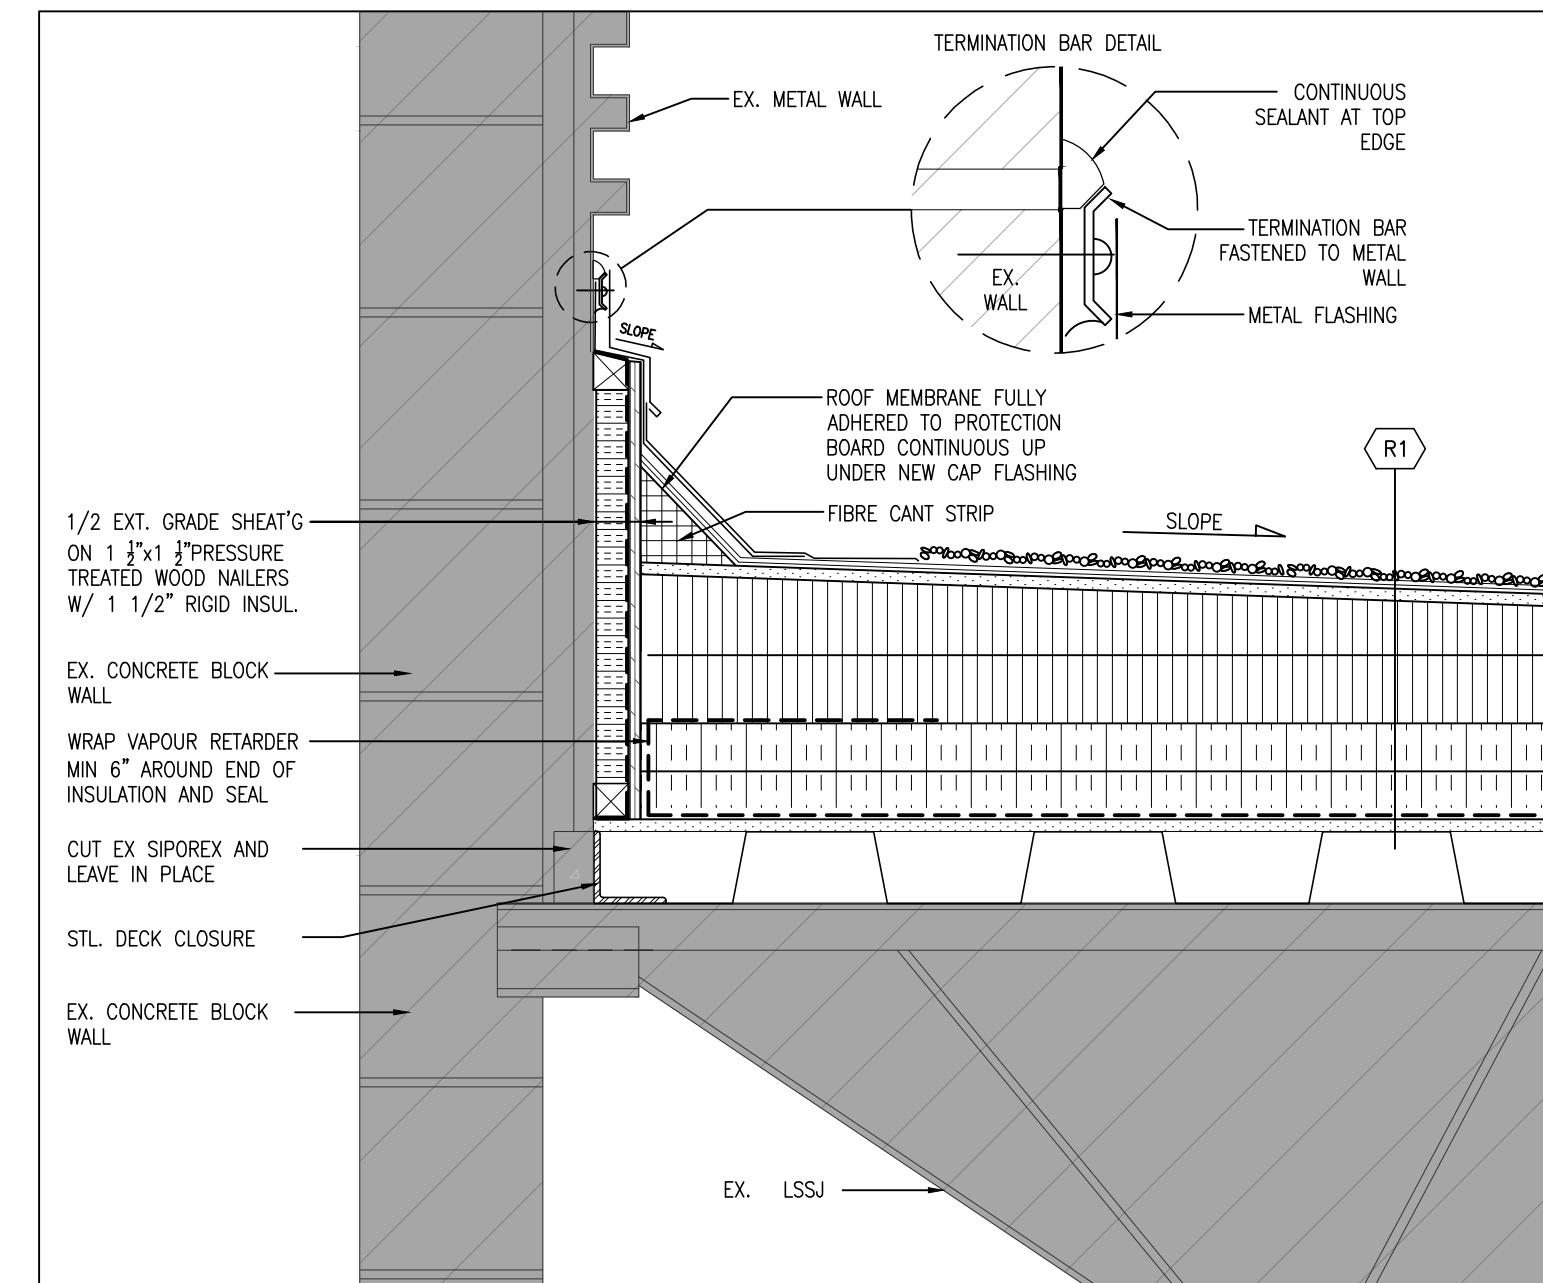 TERMINATION BAR DETAIL
EX. METAL WALL
CONTINUOUS
SEALANT AT TOP
EDGE
TERMINATION BAR
FASTENED TO METAL
WALL
EX.
WALL
METAL FLASHING
SLOPE
ROOF MEMBRANE FULLY
ADHERED TO PROTECTION
BOARD CONTINUOUS UP
UNDER NEW CAP FLASHING
R1
FIBRE CANT STRIP
SLOPE
1/2 EXT. GRADE SHEAT'G
ON 1 1/2"x1 1/2"PRESSURE
TREATED WOOD NAILERS
W/ 1 1/2" RIGID INSUL.
EX. CONCRETE BLOCK
WALL
WRAP VAPOUR RETARDER
MIN 6" AROUND END OF
INSULATION AND SEAL
CUT EX SIPOREX AND
LEAVE IN PLACE
STL. DECK CLOSURE
EX. CONCRETE BLOCK
WALL
EX. LSSJ